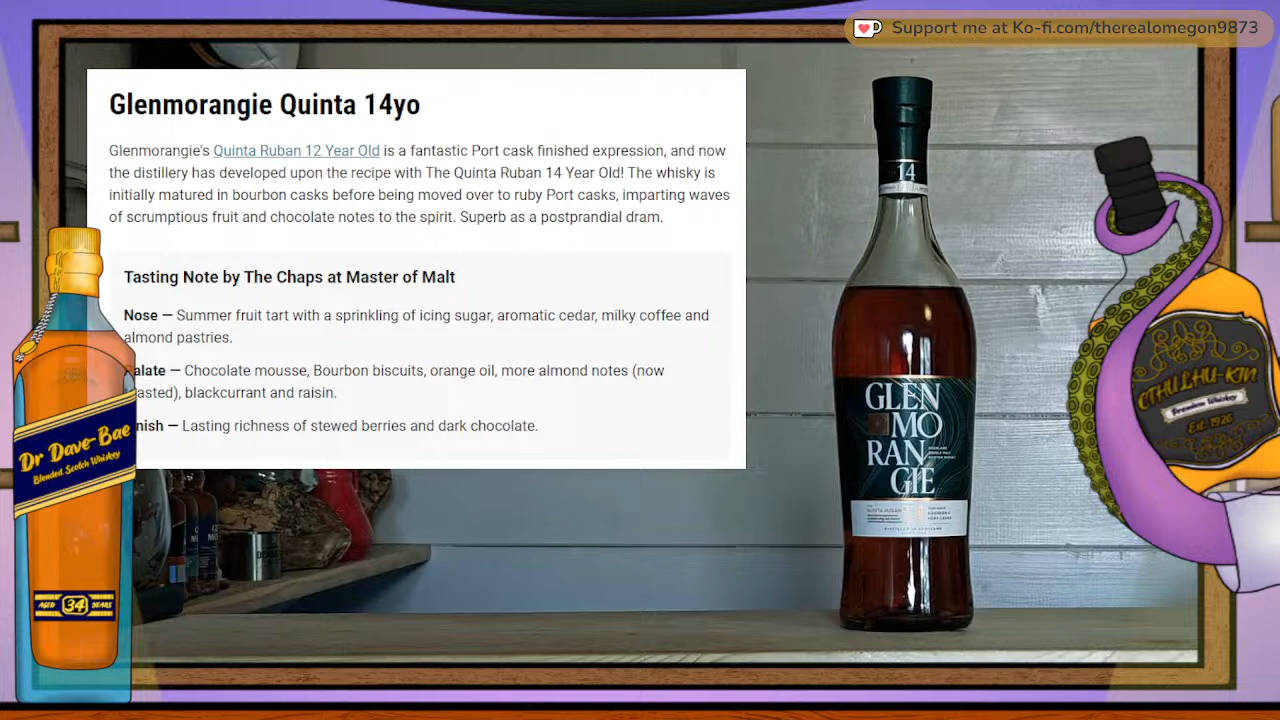 Support me at Ko-fi.com/therealomegon9873
Glenmorangie Quinta 14yo
Glenmorangie's Quinta Ruban 12 Year Old is a fantastic Port cask finished expression, and now
the distillery has developed upon the recipe with The Quinta Ruban 14 Year Old! The whisky is
initially matured in bourbon casks before being moved over to ruby Port casks, imparting waves
of scrumptious fruit and chocolate notes to the spirit. Superb as a postprandial dram.
Tasting Note by The Chaps at Master of Malt
Nose — Summer fruit tart with a sprinkling of icing sugar, aromatic cedar, milky coffee and
almond pastries.
alate — Chocolate mousse, Bourbon biscuits, orange oil, more almond notes (now
asted), blackcurrant and raisin.
nish — Lasting richness of stewed berries and dark chocolate.
Dr Dave-Bae
Blended Scotch Whiskey
AGED 34 YEARS
14
GLEN
MO
RAN
GIE
QUINTA RUBAN
CTHULHU-KIN
Premium Whiskey
Est. 1926